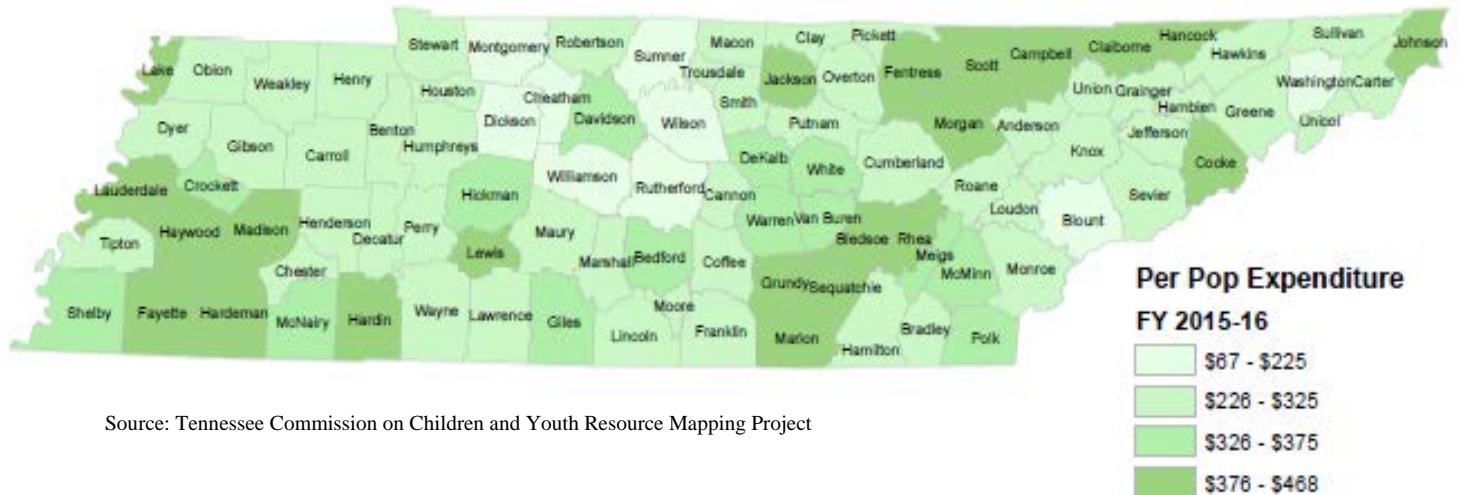 Stewart Montgomery Robertson Sumner Macon Clay Pickett Fentress Scott Campbell Claiborne Hancock Hawkins Sullivan Johnson
Lake Obion Weakley Henry Houston Cheatham Trousdale Jackson Overton Union Grainger Washington Carter
Dyer Gibson Carroll Benton Humphreys Dickson Davidson Wilson Smith Putnam Morgan Anderson Hamblen Greene Unicoi
Jefferson Knox Cocke
Lauderdale Crockett Hickman Williamson Rutherford Cannon DeKalb White Cumberland Roane Loudon Blount Sevier
Tipton Haywood Madison Henderson Decatur Perry Lewis Maury Marshall Bedford Coffee Warren Van Buren Bledsoe Rhea Meigs McMinn Monroe
Chester Grundy Sequatchie
Shelby Fayette Hardeman McNairy Hardin Wayne Lawrence Giles Lincoln Moore Franklin Marion Hamilton Bradley Polk
Per Pop Expenditure
FY 2015-16
$67 - $225
$226 - $325
$326 - $375
$376 - $468
Source: Tennessee Commission on Children and Youth Resource Mapping Project